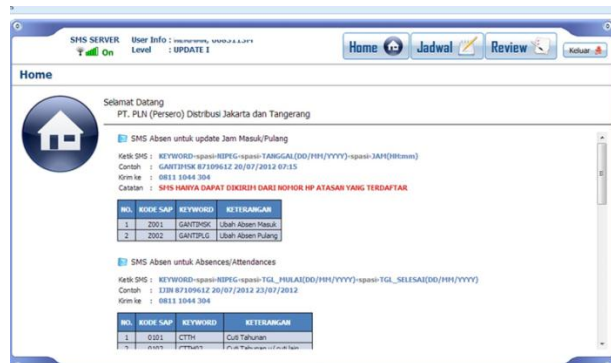 SMS SERVER
On
User Info :
Level : UPDATE I
Home
Jadwal
Review
Keluar
Home
Selamat Datang
PT. PLN (Persero) Distribusi Jakarta dan Tangerang
SMS Absen untuk update Jam Masuk/Pulang
Ketik SMS : KEYWORD-spasi-NIPEG-spasi-TANGGAL(DD/MM/YYYY)-spasi-JAM(HH:mm)
Contoh : GANTIMSK 8710961Z 20/07/2012 07:15
Kirim ke : 0811 1044 304
Catatan : SMS HANYA DAPAT DIKIRIM DARI NOMOR HP ATASAN YANG TERDAFTAR
NO. KODE SAP KEYWORD KETERANGAN
1 Z001 GANTIMSK Ubah Absen Masuk
2 Z002 GANTIPLG Ubah Absen Pulang
SMS Absen untuk Absences/Attendances
Ketik SMS : KEYWORD-spasi-NIPEG-spasi-TGL_MULAI(DD/MM/YYYY)-spasi-TGL_SELESAI(DD/MM/YYYY)
Contoh : IJIN 8710961Z 20/07/2012 23/07/2012
Kirim ke : 0811 1044 304
NO. KODE SAP KEYWORD KETERANGAN
1 0101 CTTH Cuti Tahunan